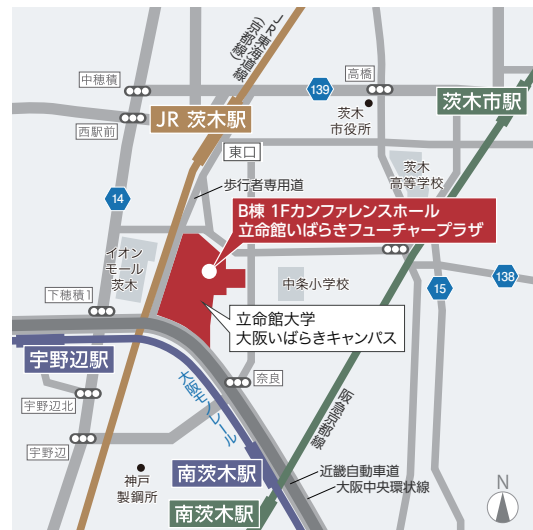 JR東海道線
(京都線)
中穂積
139
高橋
茨木
市役所
茨木市駅
西駅前
JR 茨木駅
東口
茨木
高等学校
歩行者専用道
14
B棟 1Fカンファレンスホール
立命館いばらきフューチャープラザ
イオン
モール
茨木
中条小学校
138
15
下穂積1
立命館大学
大阪いばらきキャンパス
宇野辺駅
奈良
大阪モノレール
阪急京都線
宇野辺北
宇野辺
神戸
製鋼所
南茨木駅
近畿自動車道
大阪中央環状線
南茨木駅
N